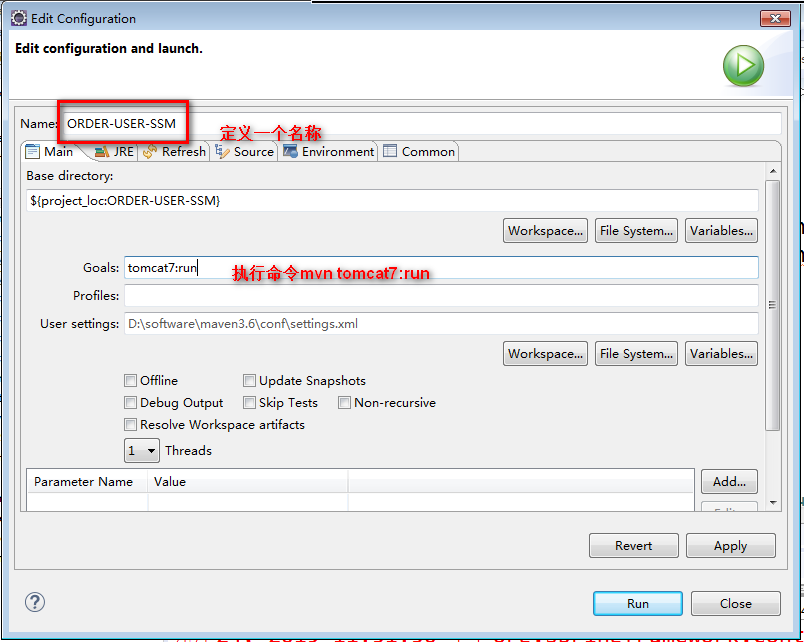 Edit Configuration
Edit configuration and launch.
Name: ORDER-USER-SSM
定义一个名称
Main JRE Refresh Source Environment Common
Base directory:
${project_loc:ORDER-USER-SSM}
Workspace... File System... Variables...
Goals: tomcat7:run
执行命令mvn tomcat7:run
Profiles:
User settings: D:\software\maven3.6\conf\settings.xml
Workspace... File System... Variables...
Offline Update Snapshots
Debug Output Skip Tests Non-recursive
Resolve Workspace artifacts
1 Threads
Parameter Name Value
Add...
Revert Apply
Run Close